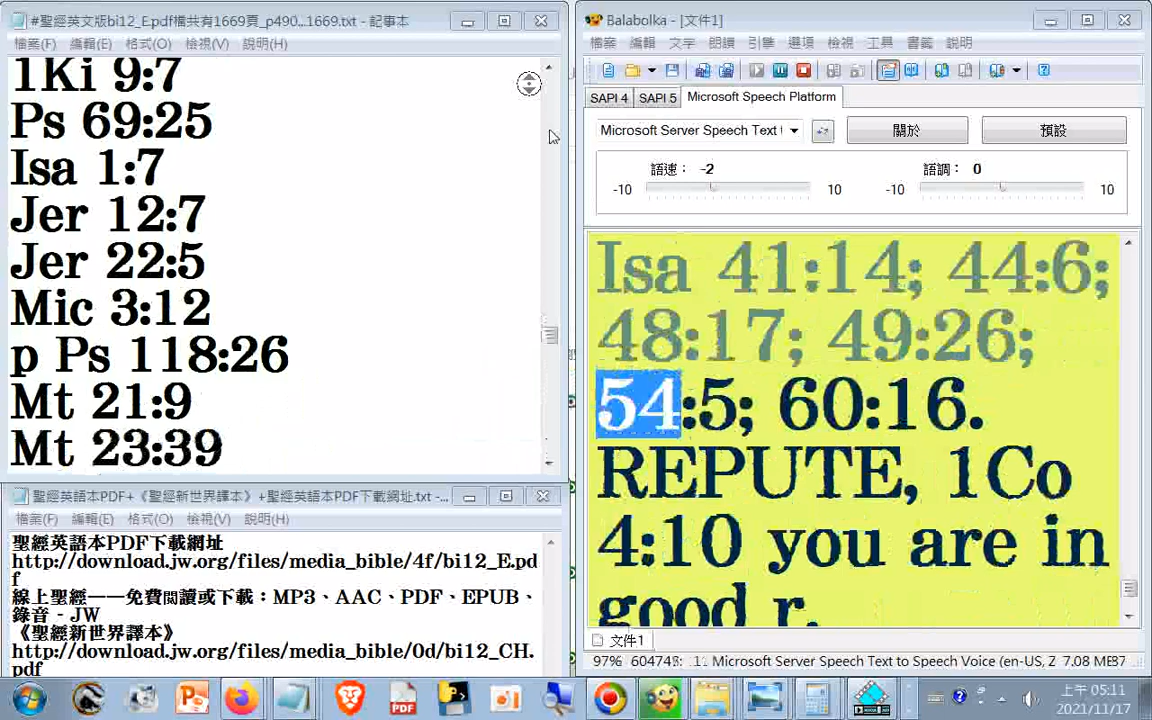 #聖經英文版bi12_E.pdf檔共有1669頁_p490...1669.txt - 記事本
檔案(F) 編輯(E) 格式(O) 檢視(V) 說明(H)
1Ki 9:7
Ps 69:25
Isa 1:7
Jer 12:7
Jer 22:5
Mic 3:12
p Ps 118:26
Mt 21:9
Mt 23:39
聖經英語本PDF+《聖經新世界譯本》+聖經英語本PDF下載網址.txt -...
檔案(F) 編輯(E) 格式(O) 檢視(V) 說明(H)
聖經英語本PDF下載網址
http://download.jw.org/files/media_bible/4f/bi12_E.pd
f
線上聖經——免費閱讀或下載：MP3、AAC、PDF、EPUB、
錄音 - JW
《聖經新世界譯本》
http://download.jw.org/files/media_bible/0d/bi12_CH.
pdf
Balabolka - [文件1]
檔案 編輯 文字 朗讀 引擎 選項 檢視 工具 書籤 說明
SAPI 4 SAPI 5 Microsoft Speech Platform
Microsoft Server Speech Text 關於 預設
語速： -2 語調： 0
-10 10 -10 10
Isa 41:14; 44:6;
48:17; 49:26;
54:5; 60:16.
REPUTE, 1Co
4:10 you are in
good r.
文件1
97% Microsoft Server Speech Text to Speech Voice (en-US, Z 7.08 MB
上午 05:11
2021/11/17